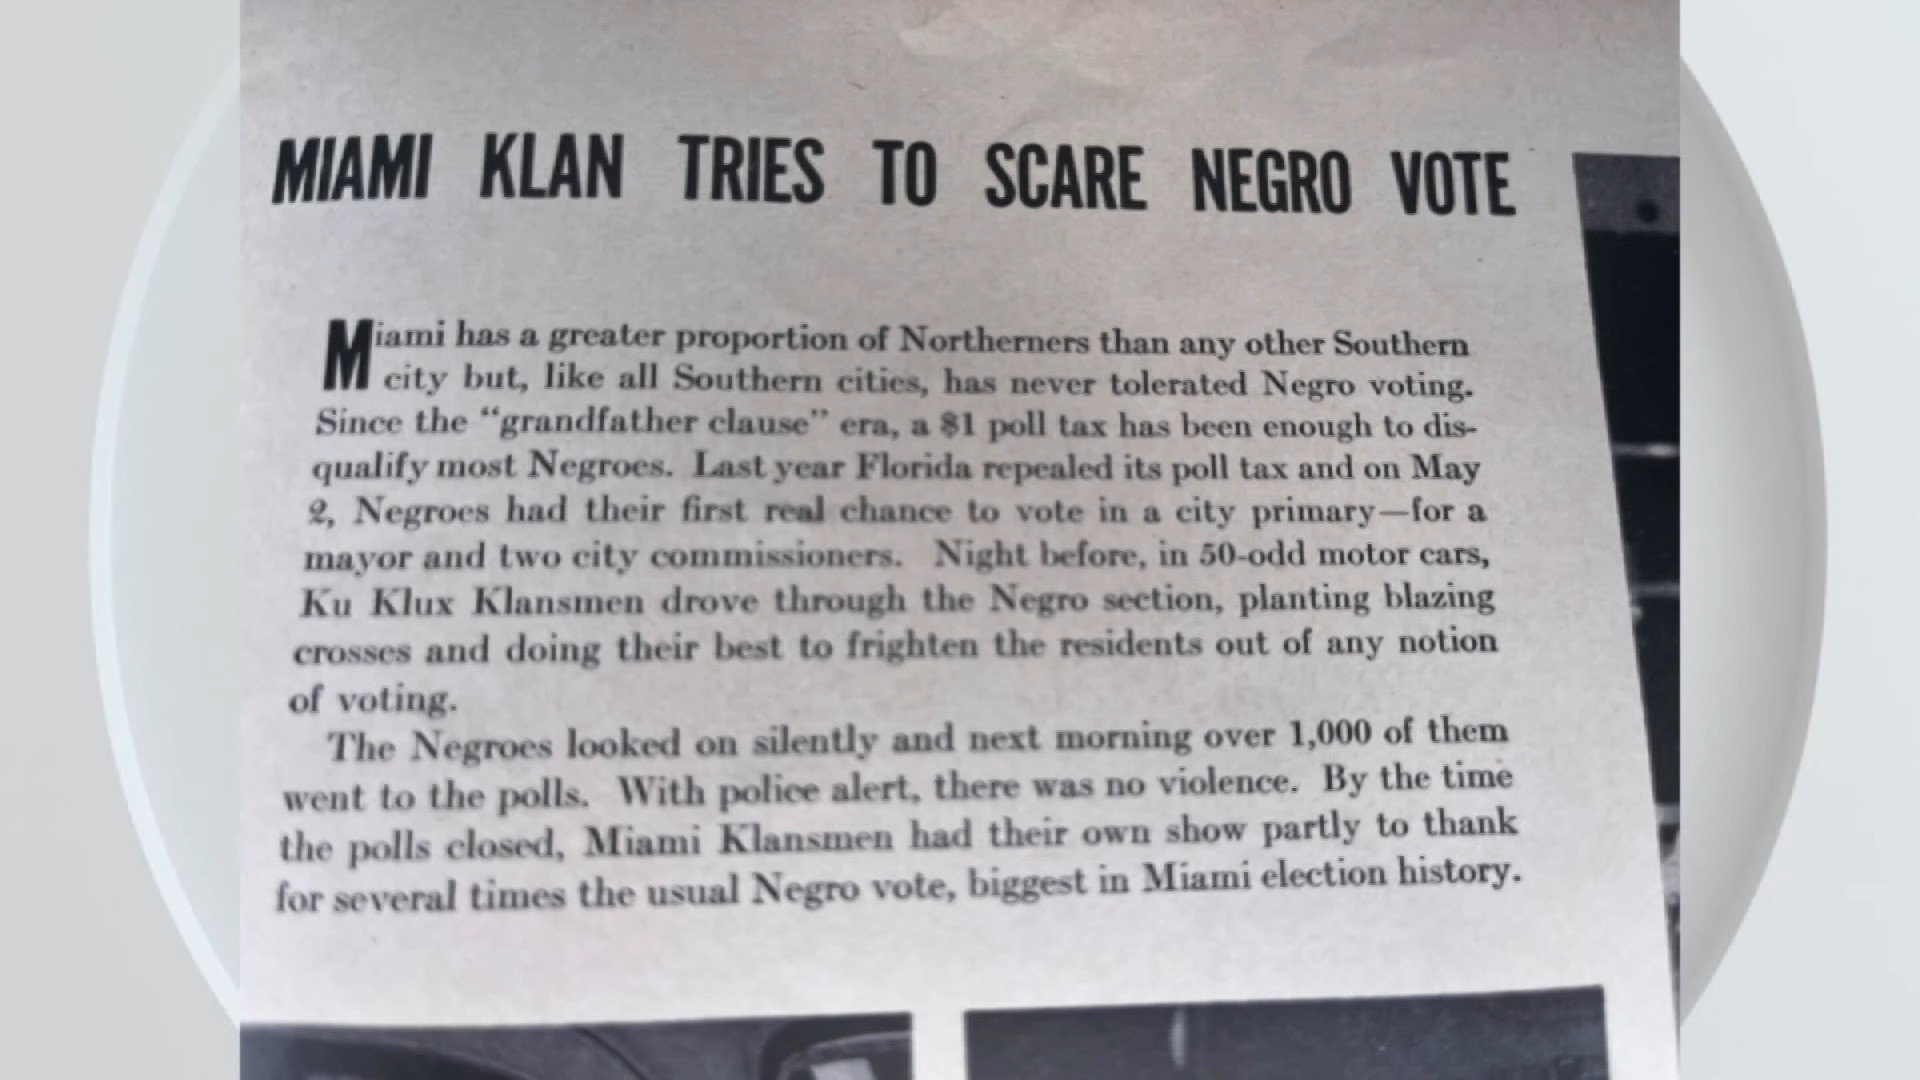 MIAMI KLAN TRIES TO SCARE NEGRO VOTE
Miami has a greater proportion of Northerners than any other Southern
city but, like all Southern cities, has never tolerated Negro voting.
Since the “grandfather clause” era, a $1 poll tax has been enough to dis-
qualify most Negroes. Last year Florida repealed its poll tax and on May
2, Negroes had their first real chance to vote in a city primary—for a
mayor and two city commissioners. Night before, in 50-odd motor cars,
Ku Klux Klansmen drove through the Negro section, planting blazing
crosses and doing their best to frighten the residents out of any notion
of voting.
The Negroes looked on silently and next morning over 1,000 of them
went to the polls. With police alert, there was no violence. By the time
the polls closed, Miami Klansmen had their own show partly to thank
for several times the usual Negro vote, biggest in Miami election history.